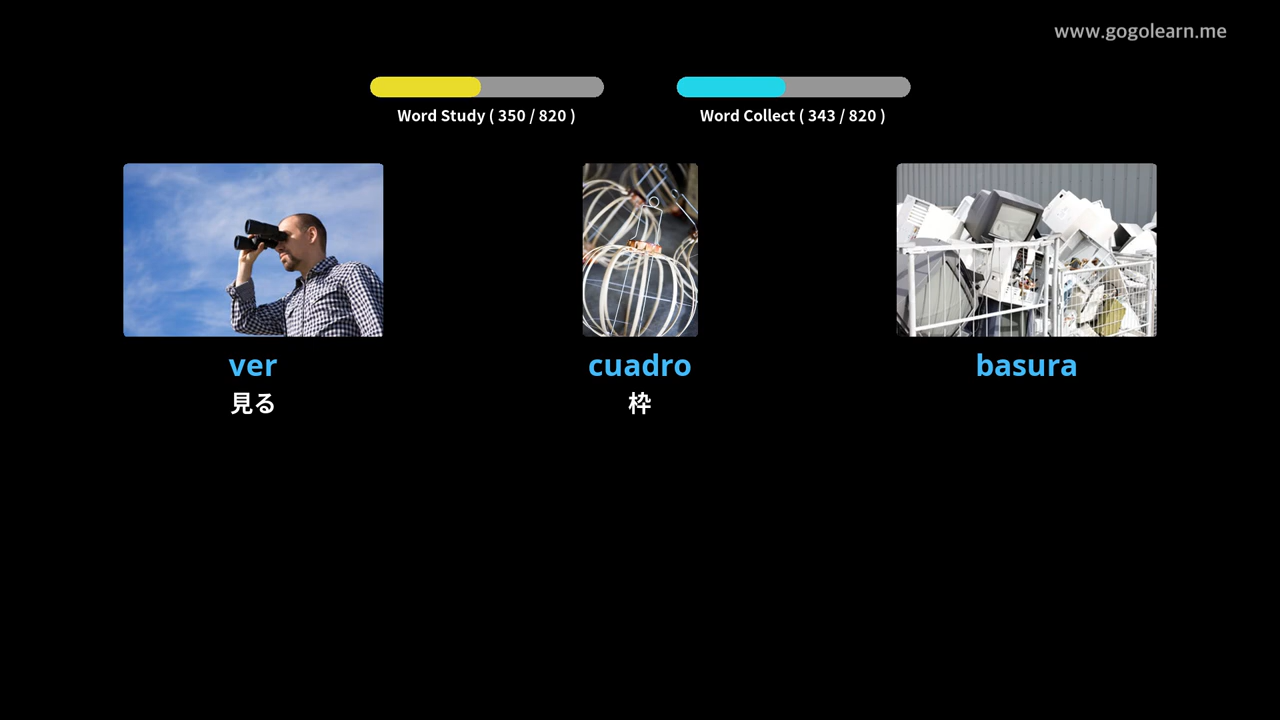 www.gogolearn.me
Word Study ( 350 / 820 )
Word Collect ( 343 / 820 )
ver
見る
cuadro
枠
basura